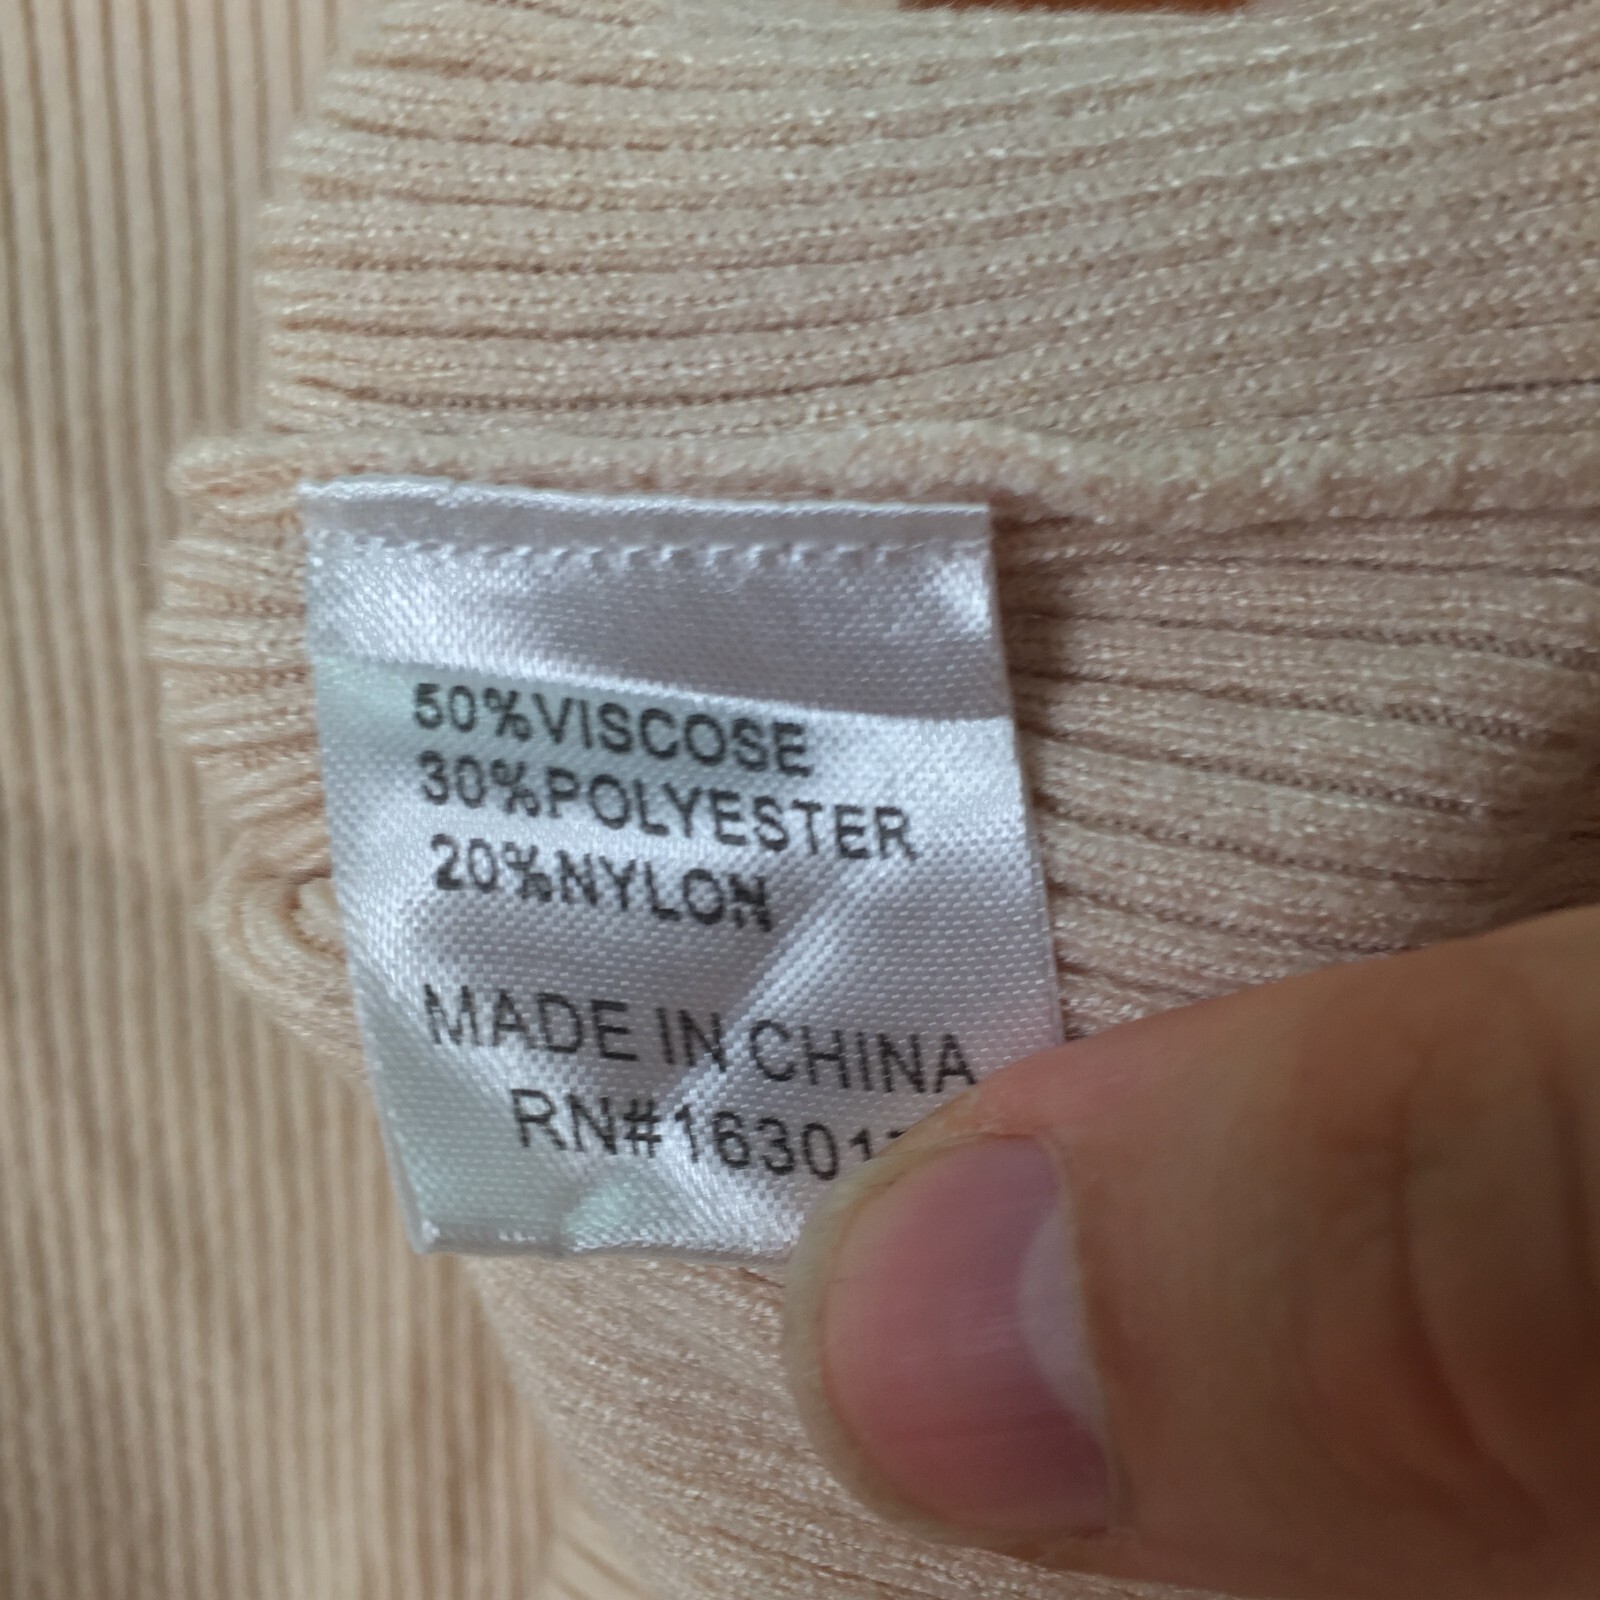 50%VISCOSE
30%POLYESTER
20%NYLON
MADE IN CHINA